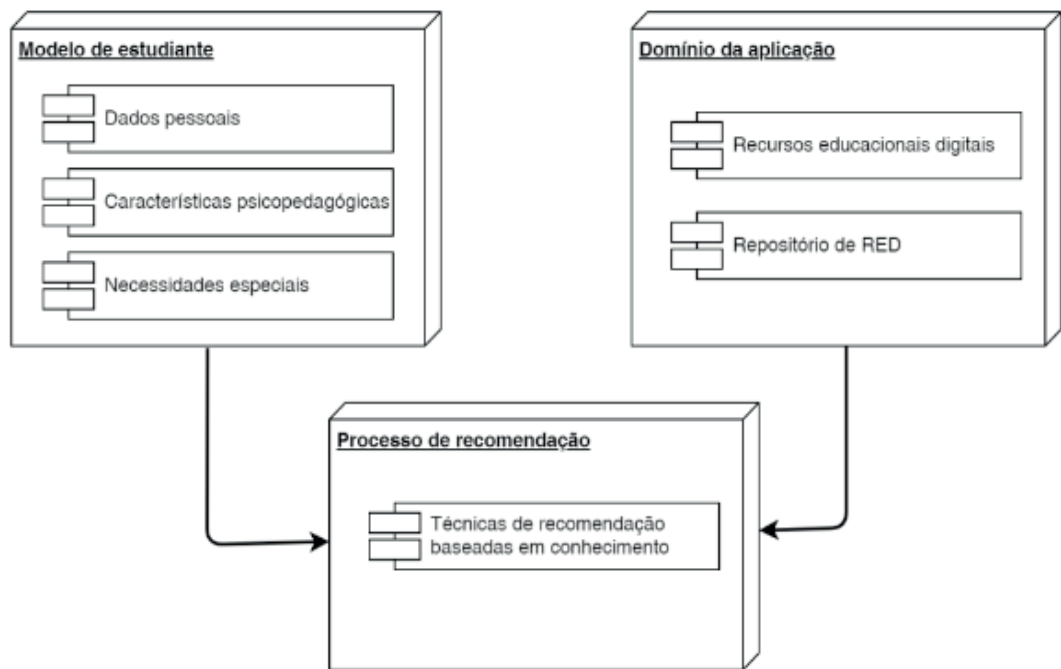 Modelo de estudiante
Dados pessoais
Características psicopedagógicas
Necessidades especiais
Domínio da aplicação
Recursos educacionais digitais
Repositório de RED
Processo de recomendação
Técnicas de recomendação
baseadas em conhecimento